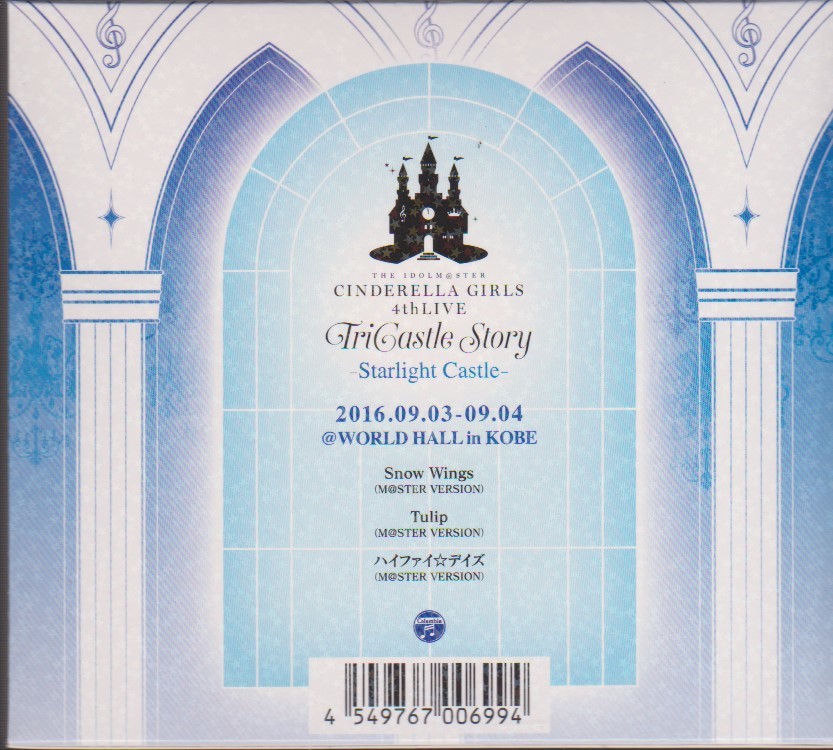 THE IDOLM@STER
CINDERELLA GIRLS
4thLIVE
TriCastle Story
-Starlight Castle-
2016.09.03-09.04
@WORLD HALL in KOBE
Snow Wings
(M@STER VERSION)
Tulip
(M@STER VERSION)
ハイファイ☆デイズ
(M@STER VERSION)
Columbia
4 549767 006994